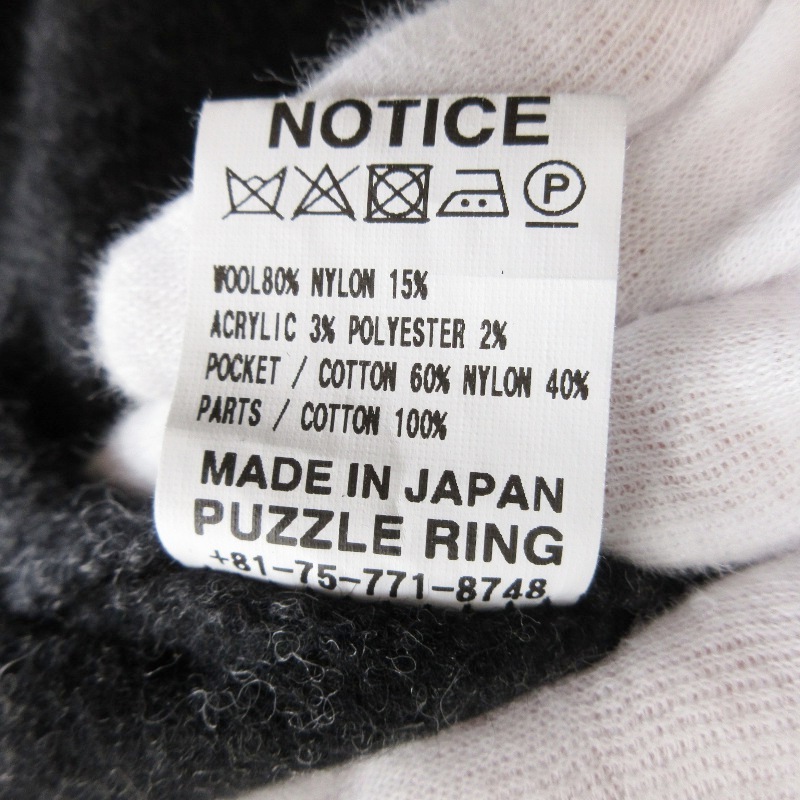 NOTICE
P
WOOL80% NYLON 15%
ACRYLIC 3% POLYESTER 2%
POCKET / COTTON 60% NYLON 40%
PARTS / COTTON 100%
MADE IN JAPAN
PUZZLE RING
+81-75-771-8748